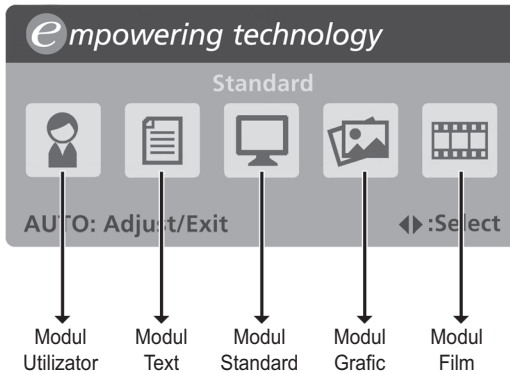 empowering technology
Standard
AUTO: Adjust/Exit
:Select
Modul Utilizator
Modul Text
Modul Standard
Modul Grafic
Modul Film